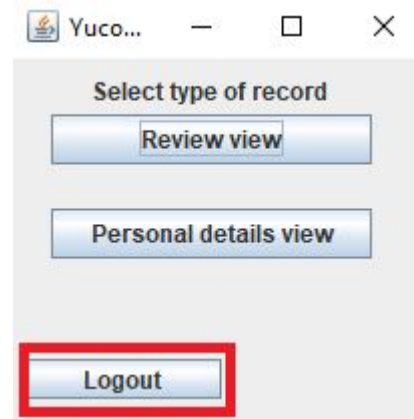 Yuco...
Select type of record
Review view
Personal details view
Logout